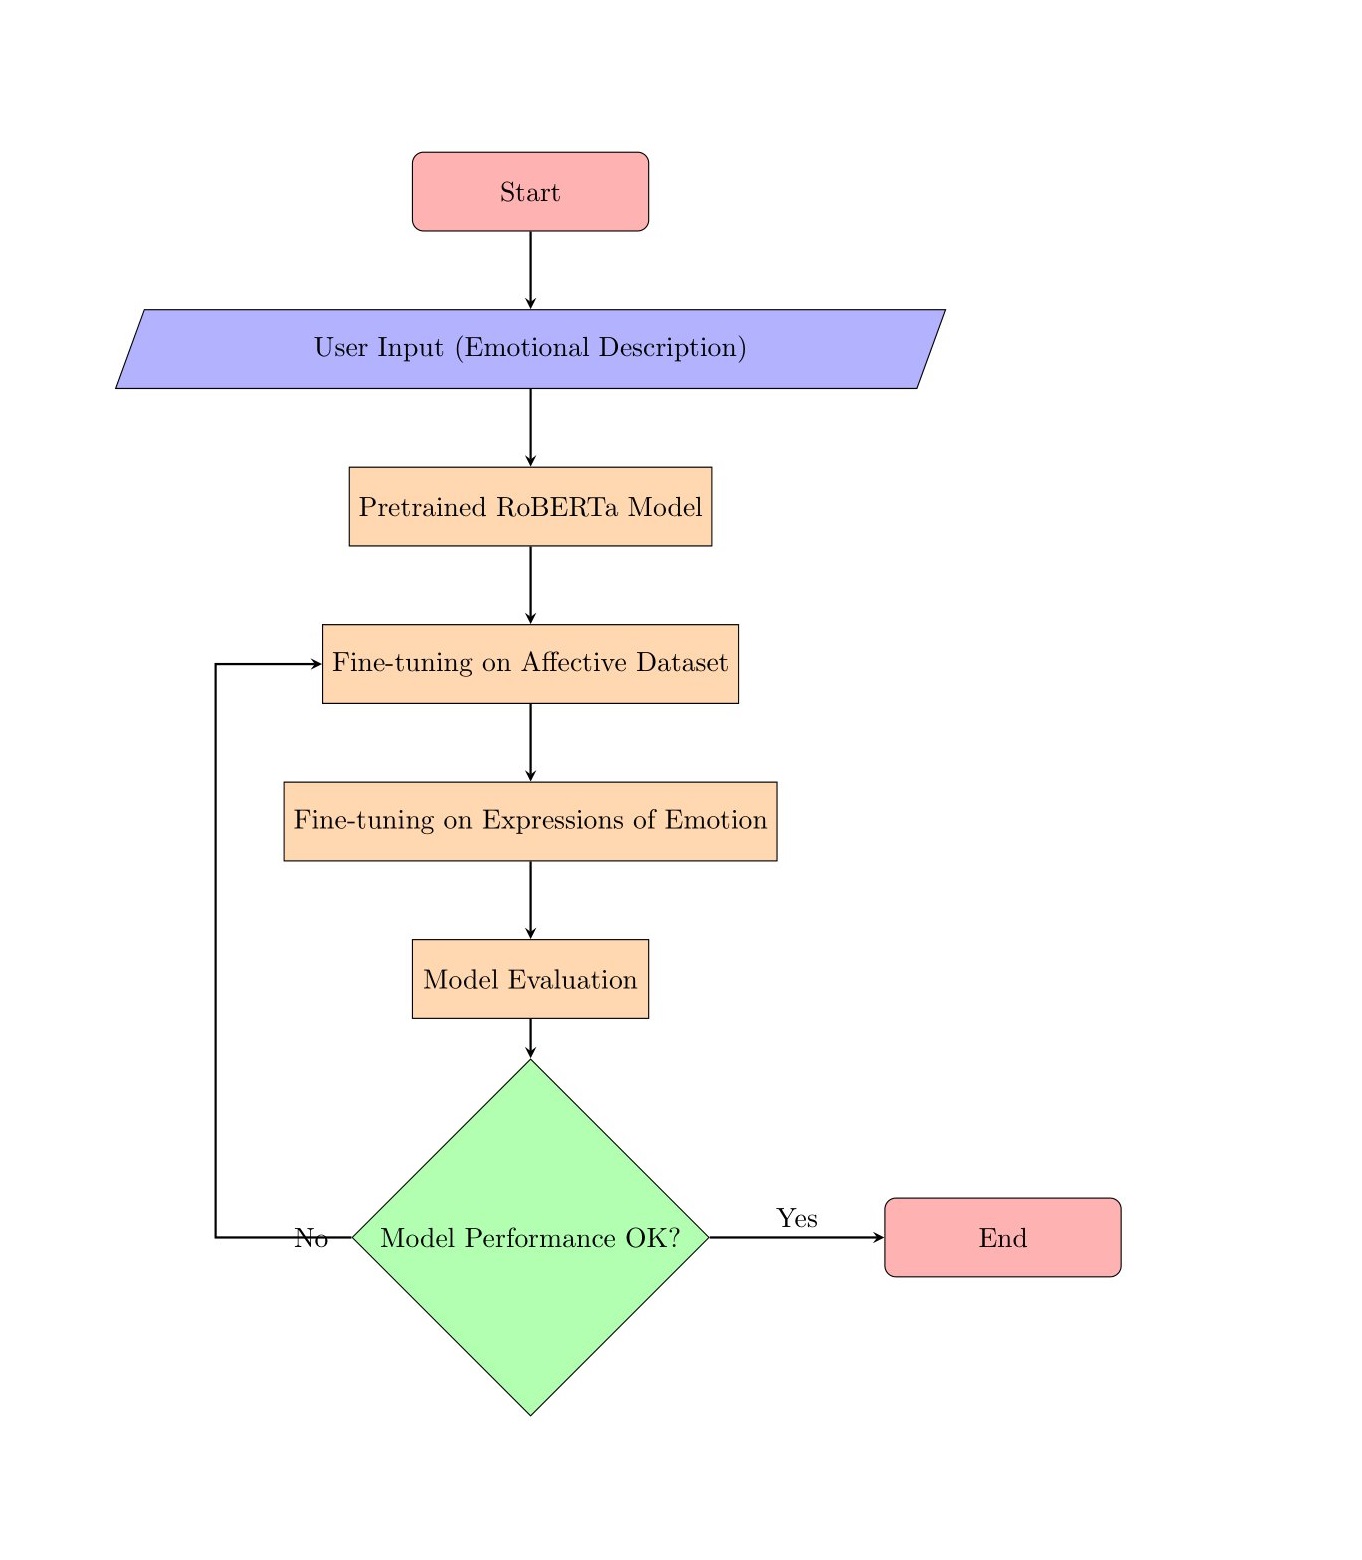 Start
User Input (Emotional Description)
Pretrained RoBERTa Model
Fine-tuning on Affective Dataset
Fine-tuning on Expressions of Emotion
Model Evaluation
Model Performance OK?
No
Yes
End